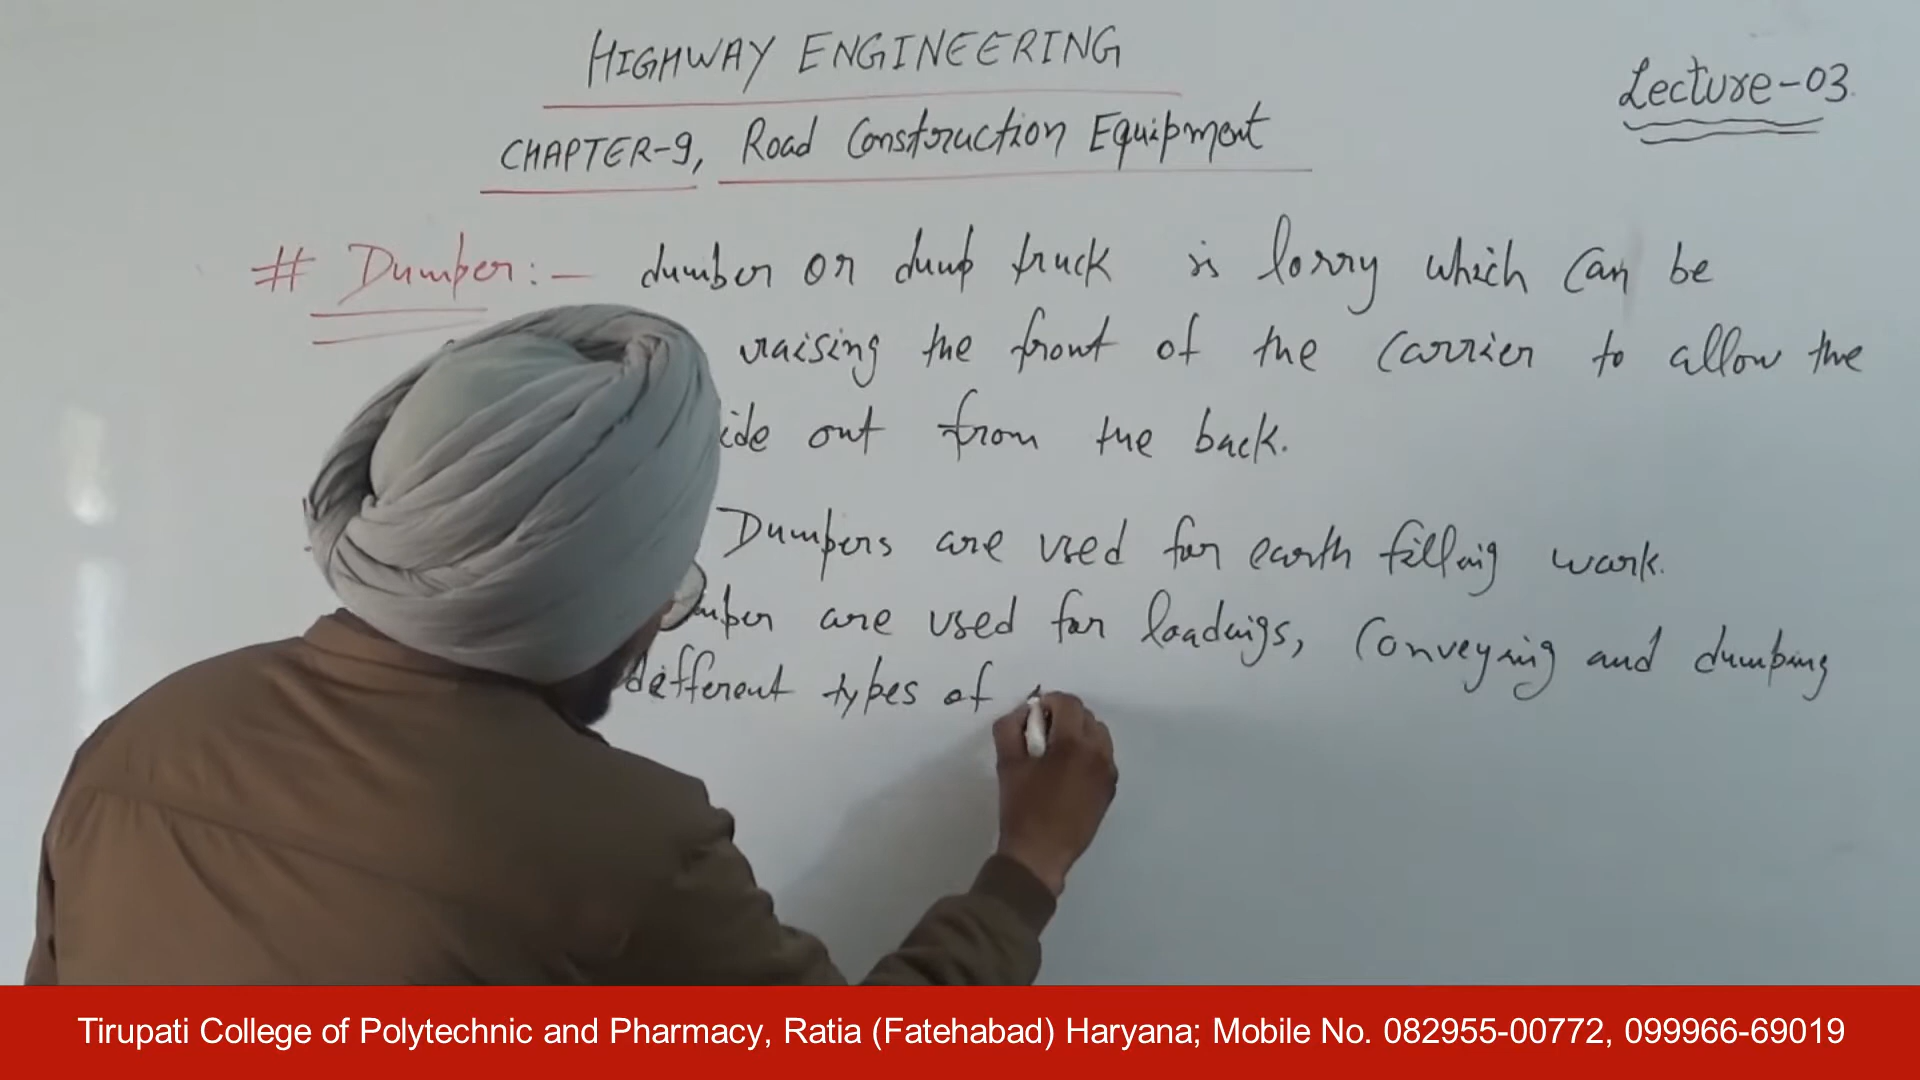 HIGHWAY ENGINEERING
Lecture-03
CHAPTER-9, Road Construction Equipment
# Dumper:- dumber or dump truck is lorry which can be
raising the front of the carrier to allow the
out from the back.
Dumpers are used for earth filling work.
are used for loadings, Conveying and dumping
different types of
Tirupati College of Polytechnic and Pharmacy, Ratia (Fatehabad) Haryana; Mobile No. 082955-00772, 099966-69019